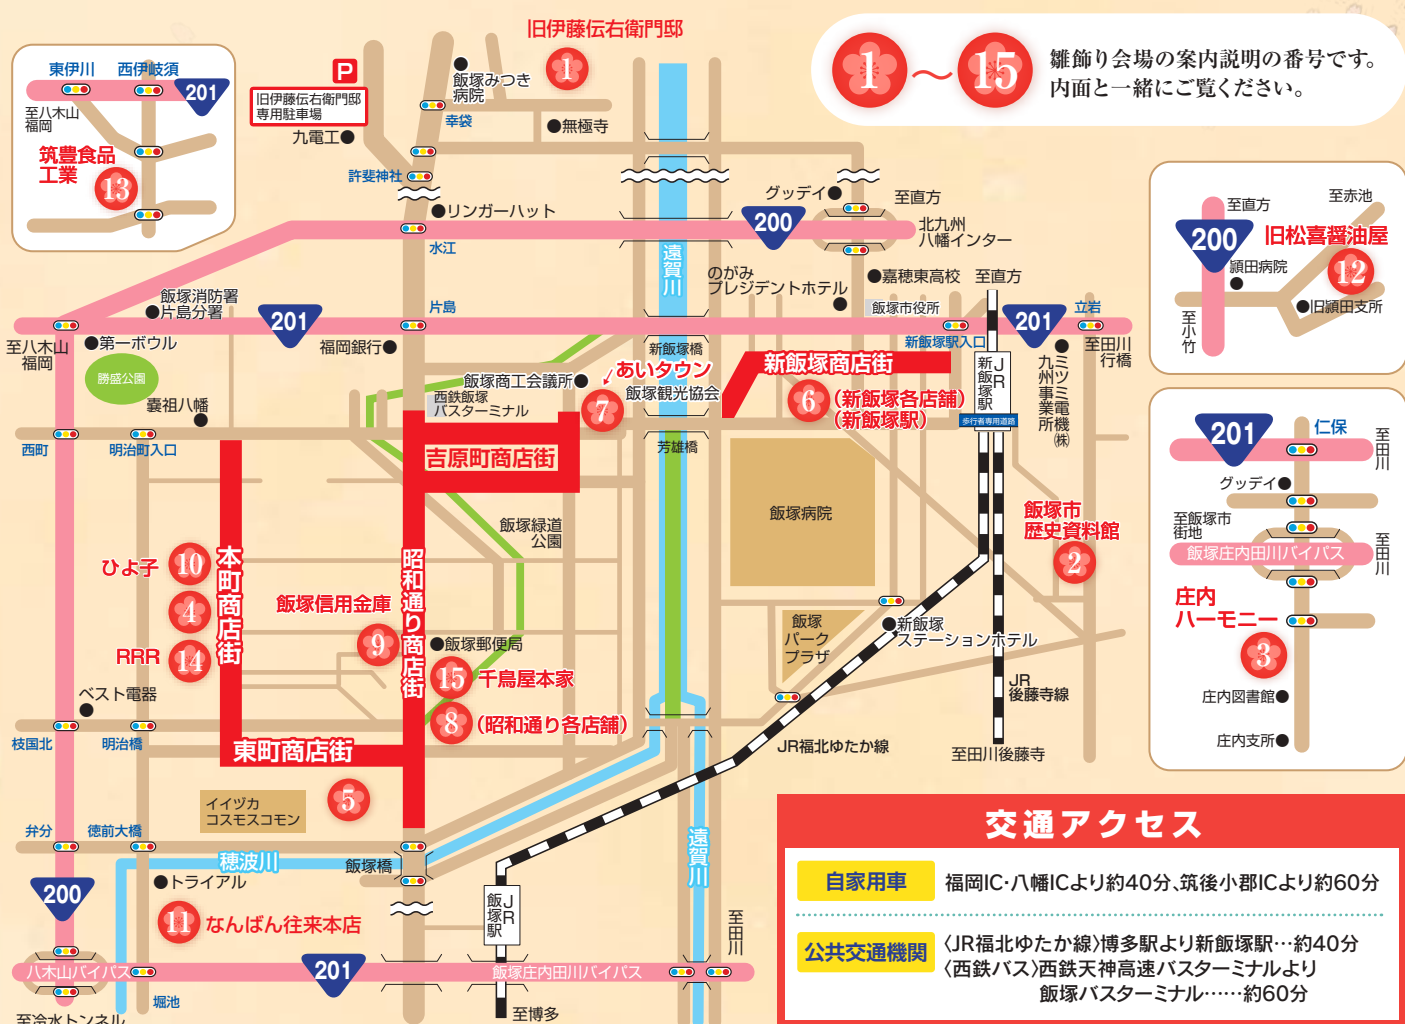 旧伊藤伝右衛門邸
1
1～15
雛飾り会場の案内説明の番号です。
内面と一緒にご覧ください。
東伊川
西伊岐須
201
至八木山
福岡
筑豊食品
工業
13
P
旧伊藤伝右衛門邸
専用駐車場
九電工
飯塚みつき
病院
幸袋
無極寺
許斐神社
リンガーハット
水江
グッデイ
至直方
200
北九州
八幡インター
遠賀川
のがみ
プレジデントホテル
嘉穂東高校
至直方
飯塚市役所
新飯塚駅入口
201
立岩
至田川
行橋
至直方
至赤池
200
旧松喜醤油屋
12
頴田病院
旧頴田支所
至小竹
飯塚消防署
片島分署
201
片島
福岡銀行
至八木山
福岡
第一ボウル
勝盛公園
嚢祖八幡
西町
明治町入口
飯塚商工会議所
西鉄飯塚
バスターミナル
新飯塚橋
あいタウン
7
飯塚観光協会
芳雄橋
新飯塚商店街
6
(新飯塚各店舗)
(新飯塚駅)
JR
新飯塚駅
歩行者専用道路
ミツミ電機㈱
九州事業所
吉原町商店街
飯塚緑道
公園
飯塚病院
飯塚市
歴史資料館
2
201
仁保
至田川
グッデイ
至飯塚市
街地
飯塚庄内田川バイパス
至田川
庄内
ハーモニー
3
庄内図書館
庄内支所
ひよ子
10
4
RRR
14
本町商店街
飯塚信用金庫
9
昭和通り商店街
飯塚郵便局
15
千鳥屋本家
8
(昭和通り各店舗)
飯塚
パーク
プラザ
新飯塚
ステーションホテル
JR
後藤寺線
JR福北ゆたか線
至田川後藤寺
ベスト電器
枝国北
明治橋
東町商店街
5
イイヅカ
コスモスコモン
弁分
徳前大橋
穂波川
飯塚橋
トライアル
200
11
なんばん往来本店
JR
飯塚駅
遠賀川
至田川
八木山バイパス
201
飯塚庄内田川バイパス
堀池
至冷水トンネル
至博多
交通アクセス
自家用車
福岡IC・八幡ICより約40分、筑後小郡ICより約60分
公共交通機関
〈JR福北ゆたか線〉博多駅より新飯塚駅…約40分
〈西鉄バス〉西鉄天神高速バスターミナルより
飯塚バスターミナル……約60分